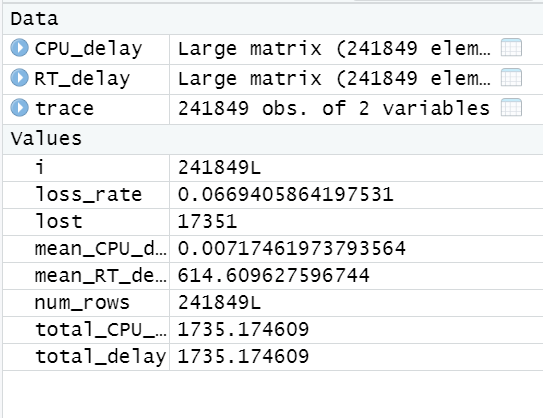 Data
CPU_delay Large matrix (241849 elem…
RT_delay Large matrix (241849 elem…
trace 241849 obs. of 2 variables
Values
i 241849L
loss_rate 0.0669405864197531
lost 17351
mean_CPU_d… 0.00717461973793564
mean_RT_de… 614.609627596744
num_rows 241849L
total_CPU_… 1735.174609
total_delay 1735.174609